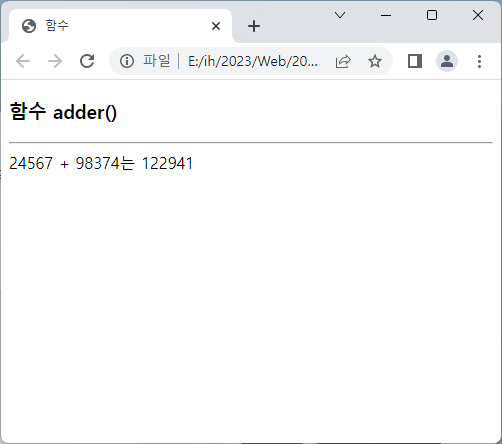 함수
파일 E:/ih/2023/Web/20...
함수 adder()
24567 + 98374는 122941